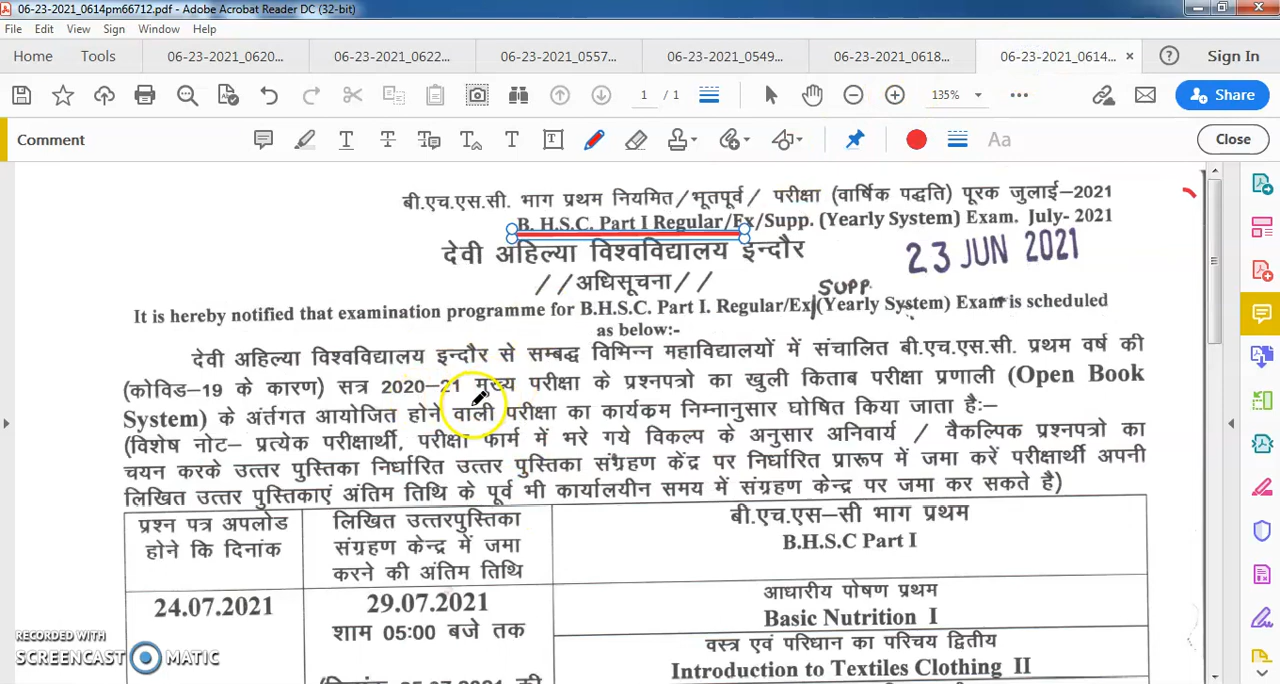 06-23-2021_0614pm66712.pdf - Adobe Acrobat Reader DC (32-bit)
File Edit View Sign Window Help
Home Tools 06-23-2021_0620... 06-23-2021_0622... 06-23-2021_0557... 06-23-2021_0549... 06-23-2021_0618... 06-23-2021_0614... × Sign In
1 / 1 135% Share
Comment Aa Close
बी.एच.एस.सी. भाग प्रथम नियमित/भूतपूर्व/ परीक्षा (वार्षिक पद्धति) पूरक जुलाई–2021
B. H.S.C. Part I Regular/Ex/Supp. (Yearly System) Exam. July- 2021
देवी अहिल्या विश्वविद्यालय इन्दौर
23 JUN 2021
//अधिसूचना//
SUPP.
It is hereby notified that examination programme for B.H.S.C. Part I. Regular/Ex/(Yearly System) Exam is scheduled
as below:-
देवी अहिल्या विश्वविद्यालय इन्दौर से सम्बद्ध विभिन्न महाविद्यालयों में संचालित बी.एच.एस.सी. प्रथम वर्ष की
(कोविड–19 के कारण) सत्र 2020–21 मुख्य परीक्षा के प्रश्नपत्रो का खुली किताब परीक्षा प्रणाली (Open Book
System) के अंर्तगत आयोजित होने वाली परीक्षा का कार्यकम निम्नानुसार घोषित किया जाता है:–
(विशेष नोट– प्रत्येक परीक्षार्थी, परीक्षा फार्म में भरे गये विकल्प के अनुसार अनिवार्य / वैकल्पिक प्रश्नपत्रो का
चयन करके उत्तर पुस्तिका निर्धारित उत्तर पुस्तिका संग्रहण केंद्र पर निर्धारित प्रारूप में जमा करें परीक्षार्थी अपनी
लिखित उत्तर पुस्तिकाएं अंतिम तिथि के पूर्व भी कार्यालयीन समय में संग्रहण केन्द्र पर जमा कर सकते है)
प्रश्न पत्र अपलोड
होने कि दिनांक
लिखित उत्तरपुस्तिका
संग्रहण केन्द्र में जमा
करने की अंतिम तिथि
बी.एच.एस–सी भाग प्रथम
B.H.S.C Part I
24.07.2021
29.07.2021
शाम 05:00 बजे तक
आधारीय पोषण प्रथम
Basic Nutrition I
वस्त्र एवं परिधान का परिचय द्वितीय
Introduction to Textiles Clothing II
RECORDED WITH
SCREENCAST MATIC